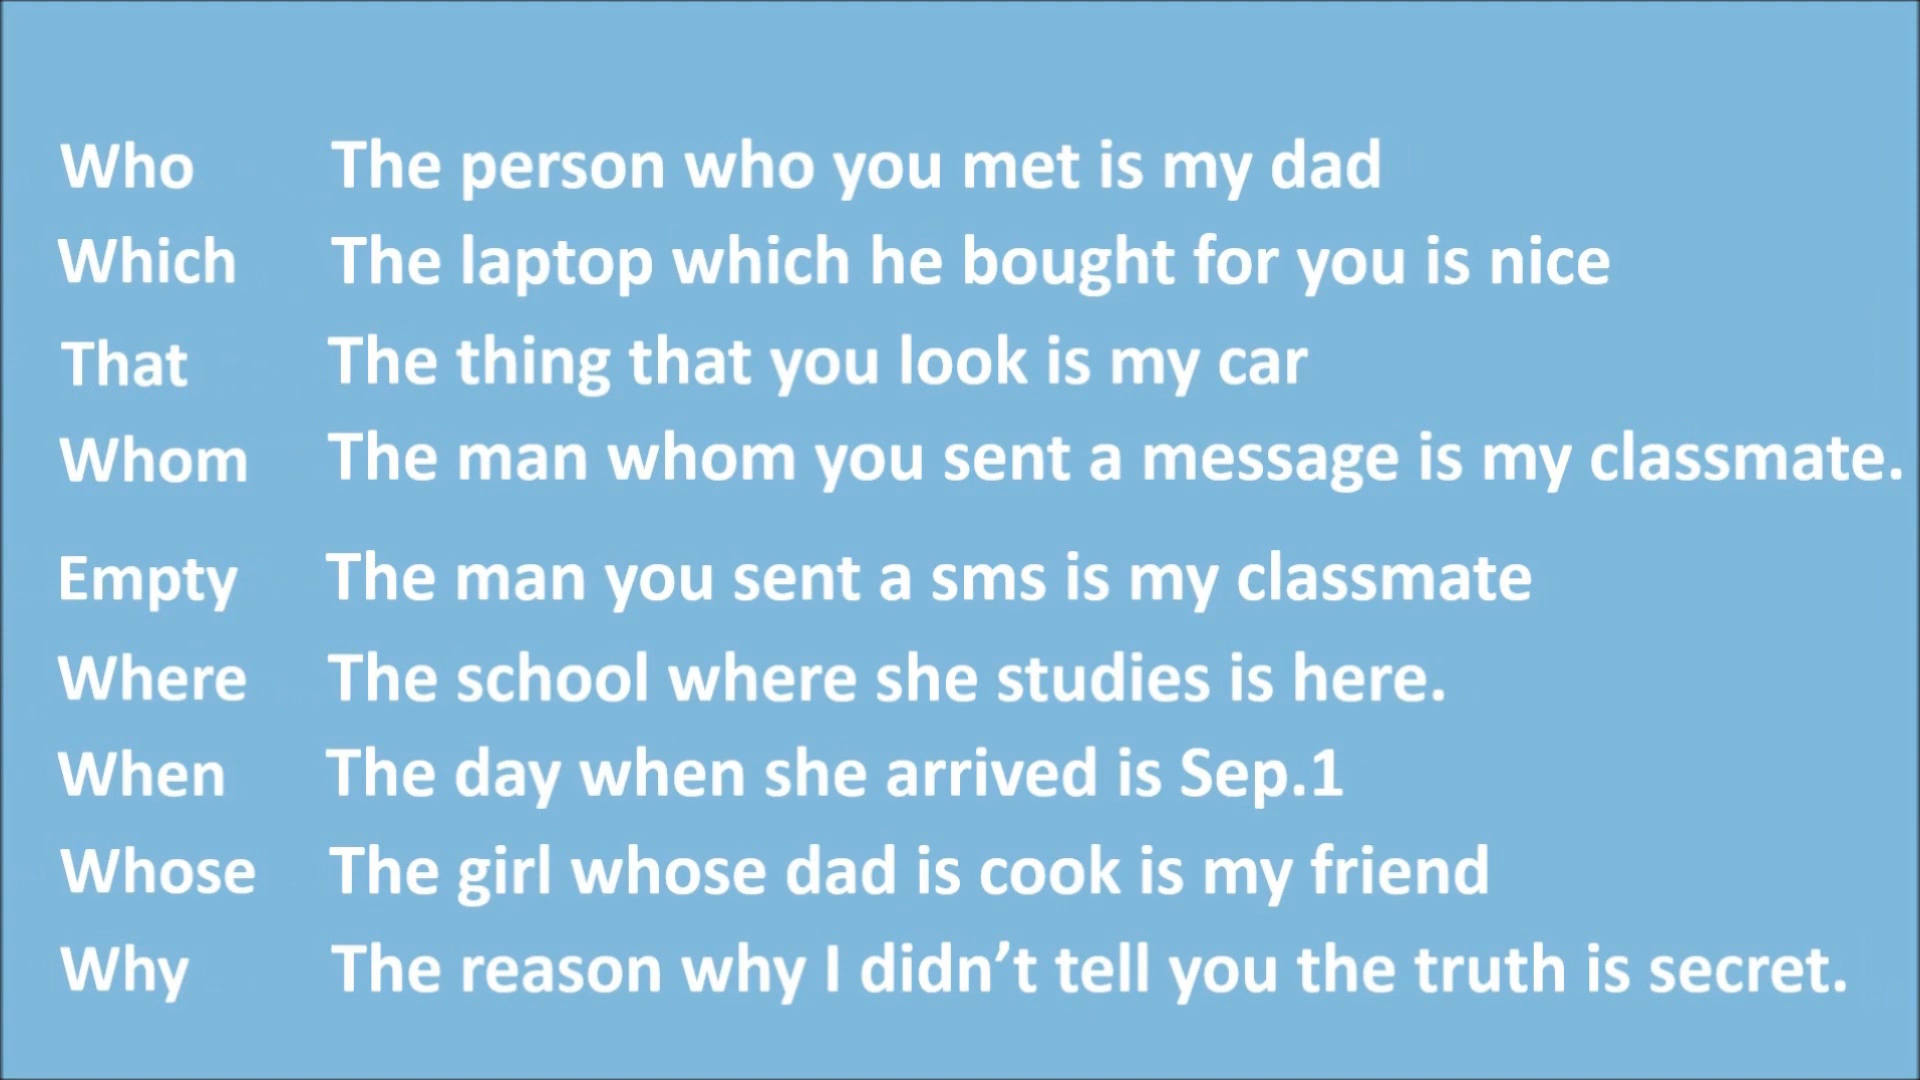 Who The person who you met is my dad
Which The laptop which he bought for you is nice
That The thing that you look is my car
Whom The man whom you sent a message is my classmate.
Empty The man you sent a sms is my classmate
Where The school where she studies is here.
When The day when she arrived is Sep.1
Whose The girl whose dad is cook is my friend
Why The reason why I didn’t tell you the truth is secret.